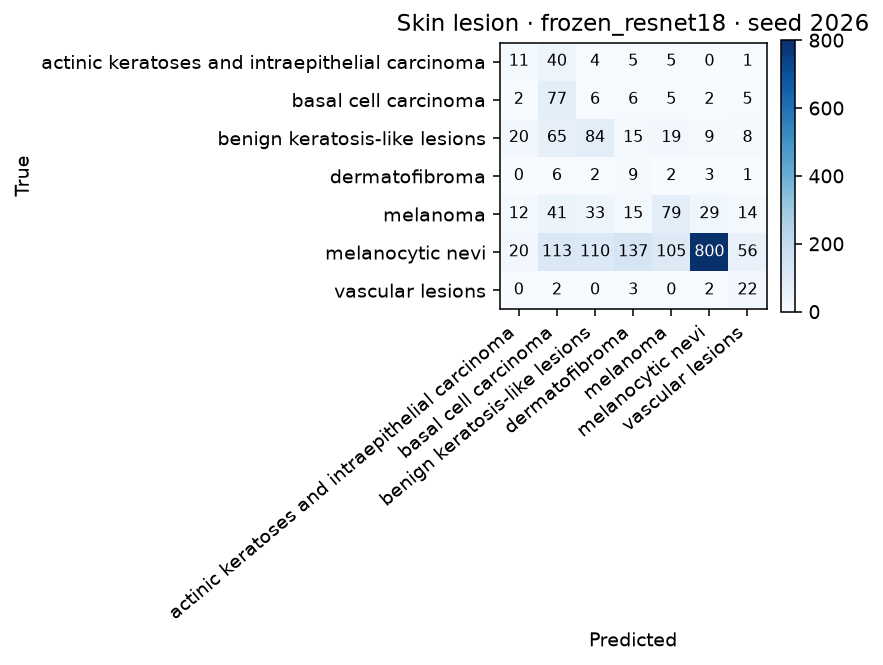 Skin lesion · frozen_resnet18 · seed 2026
True
actinic keratoses and intraepithelial carcinoma 11 40 4 5 5 0 1
basal cell carcinoma 2 77 6 6 5 2 5
benign keratosis-like lesions 20 65 84 15 19 9 8
dermatofibroma 0 6 2 9 2 3 1
melanoma 12 41 33 15 79 29 14
melanocytic nevi 20 113 110 137 105 800 56
vascular lesions 0 2 0 3 0 2 22
800
600
400
200
0
actinic keratoses and intraepithelial carcinoma
basal cell carcinoma
benign keratosis-like lesions
dermatofibroma
melanoma
melanocytic nevi
vascular lesions
Predicted